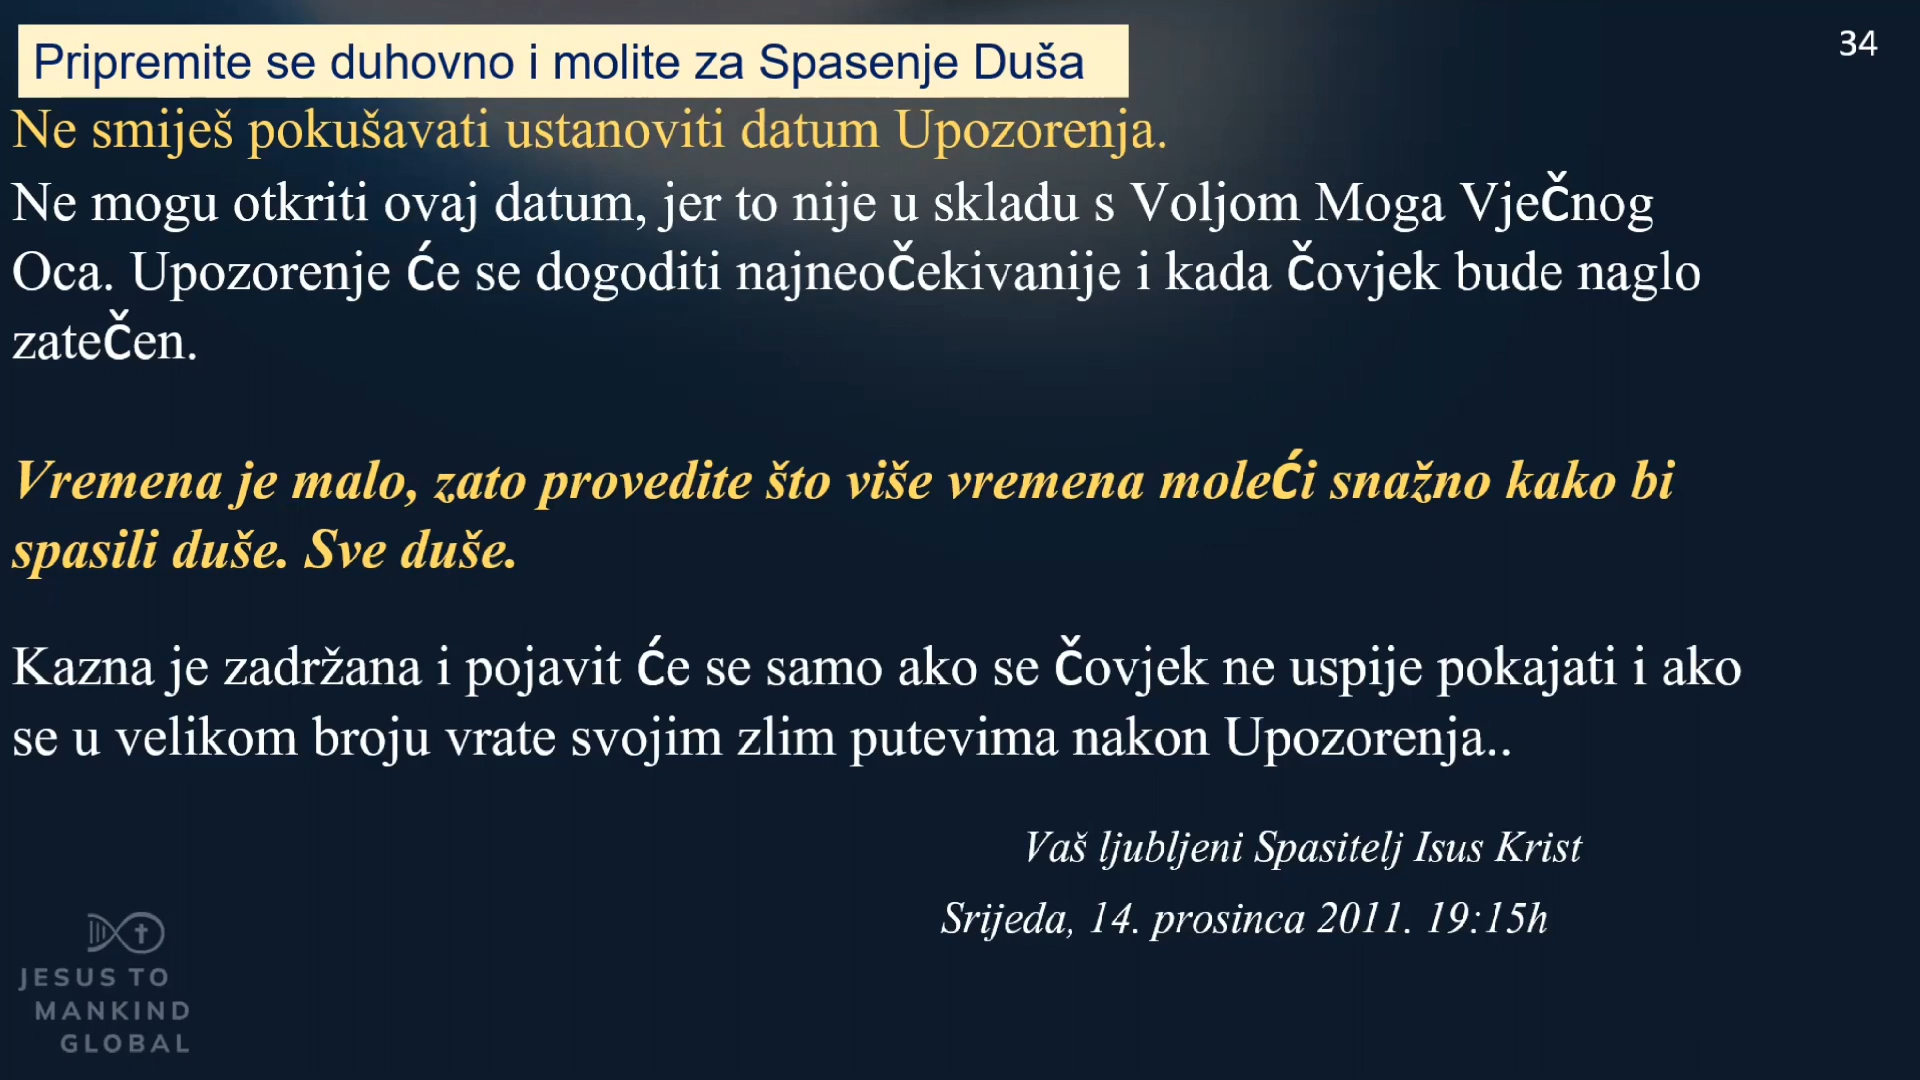 34
Pripremite se duhovno i molite za Spasenje Duša
Ne smiješ pokušavati ustanoviti datum Upozorenja.
Ne mogu otkriti ovaj datum, jer to nije u skladu s Voljom Moga Vječnog
Oca. Upozorenje će se dogoditi najneočekivanije i kada čovjek bude naglo
zatečen.
Vremena je malo, zato provedite što više vremena moleći snažno kako bi
spasili duše. Sve duše.
Kazna je zadržana i pojavit će se samo ako se čovjek ne uspije pokajati i ako
se u velikom broju vrate svojim zlim putevima nakon Upozorenja..
Vaš ljubljeni Spasitelj Isus Krist
Srijeda, 14. prosinca 2011. 19:15h
JESUS TO
MANKIND
GLOBAL